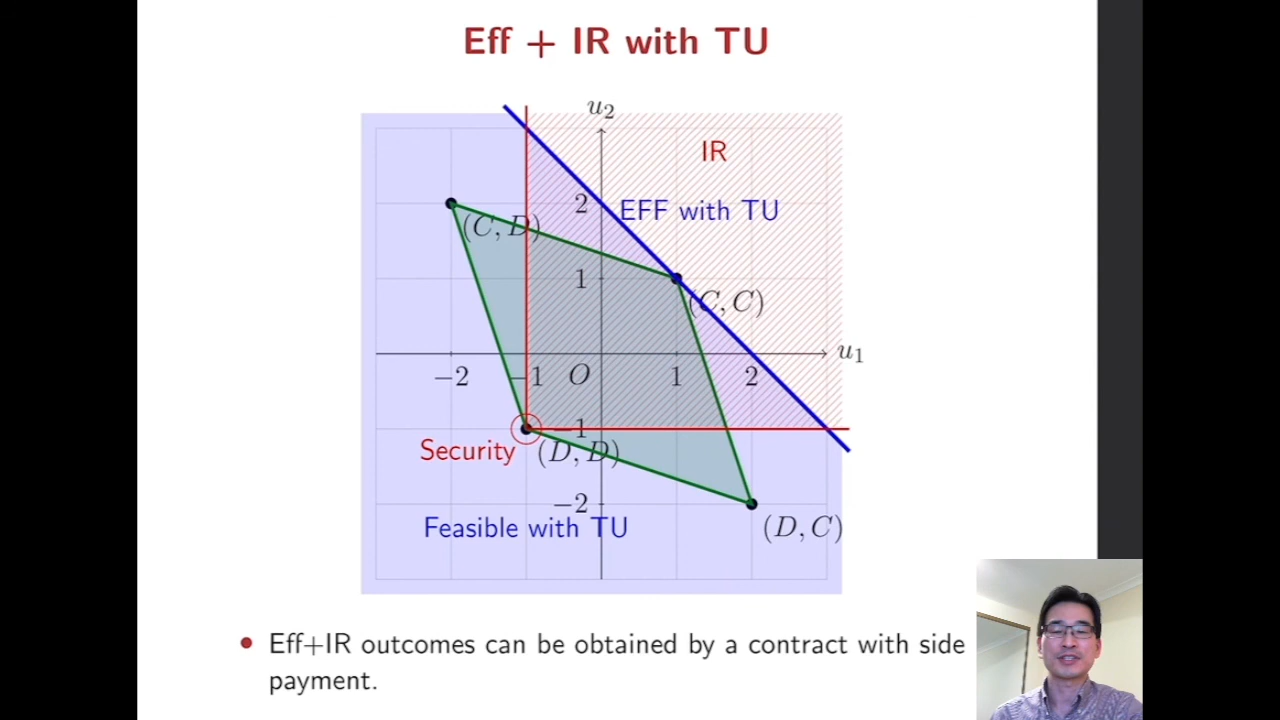 Eff + IR with TU
u₂
IR
2
EFF with TU
(C, D)
1
(C, C)
u₁
−2
−1
O
1
2
−1
Security
(D, D)
−2
Feasible with TU
(D, C)
• Eff+IR outcomes can be obtained by a contract with side
payment.